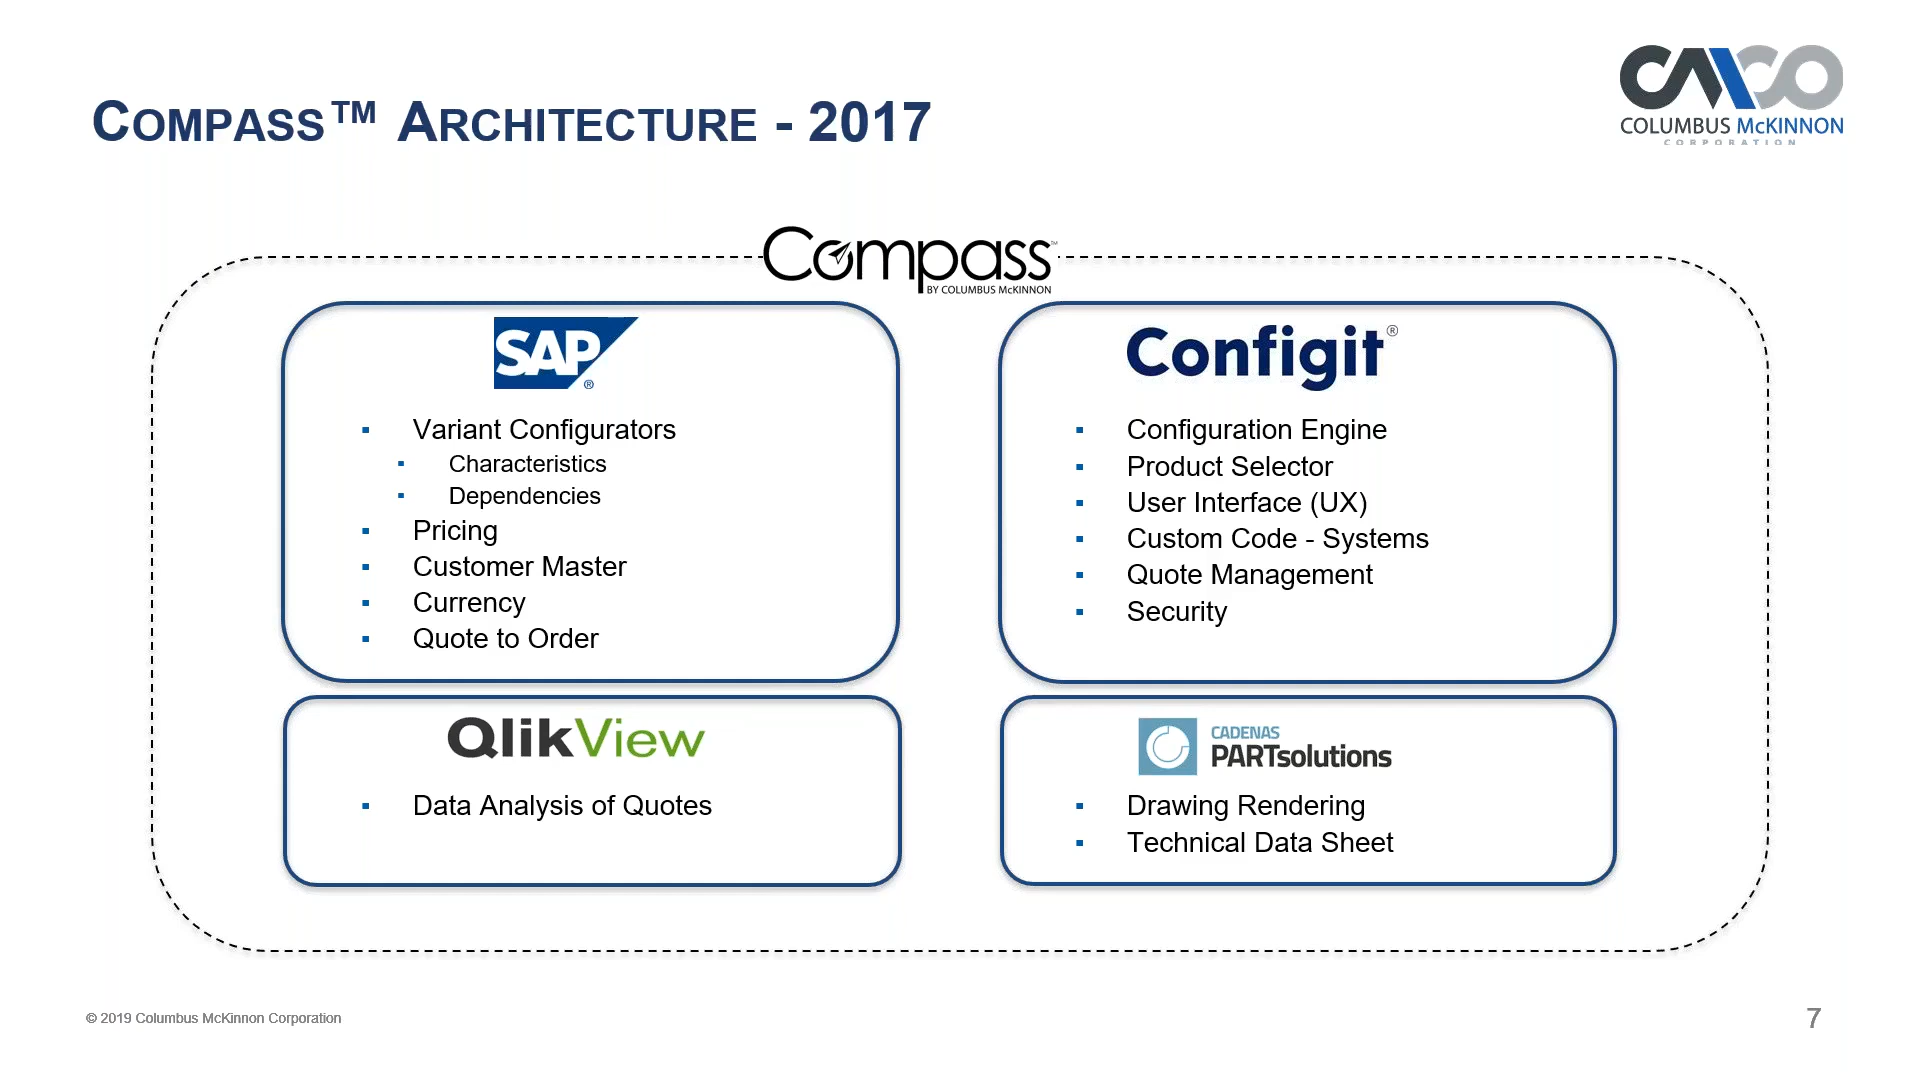 COMPASS™ ARCHITECTURE - 2017
CMCO
COLUMBUS McKINNON
CORPORATION
Compass™
BY COLUMBUS McKINNON
SAP®
▪ Variant Configurators
▪ Characteristics
▪ Dependencies
▪ Pricing
▪ Customer Master
▪ Currency
▪ Quote to Order
Configit®
▪ Configuration Engine
▪ Product Selector
▪ User Interface (UX)
▪ Custom Code - Systems
▪ Quote Management
▪ Security
QlikView
▪ Data Analysis of Quotes
CADENAS
PARTsolutions
▪ Drawing Rendering
▪ Technical Data Sheet
© 2019 Columbus McKinnon Corporation
7